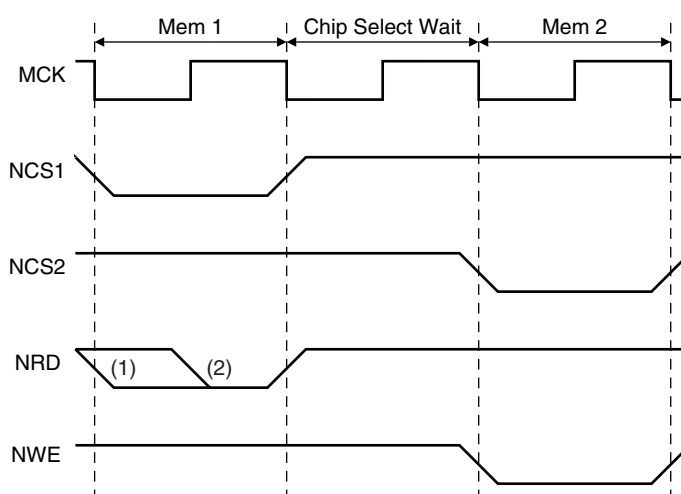 Mem 1 Chip Select Wait Mem 2
MCK
NCS1
NCS2
NRD (1) (2)
NWE